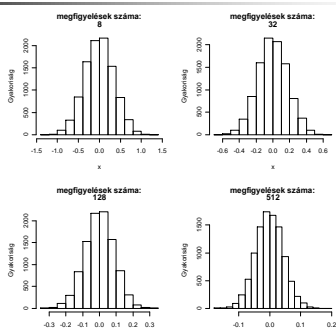 megfigyelések száma:
8
Gyakoriság
0 500 1000 1500 2000
-1.5 -1.0 -0.5 0.0 0.5 1.0 1.5
x
megfigyelések száma:
32
Gyakoriság
0 500 1000 1500 2000
-0.6 -0.4 -0.2 0.0 0.2 0.4 0.6
x
megfigyelések száma:
128
Gyakoriság
0 500 1000 1500 2000
-0.3 -0.2 -0.1 0.0 0.1 0.2 0.3
megfigyelések száma:
512
Gyakoriság
0 500 1000 1500
-0.1 0.0 0.1 0.2